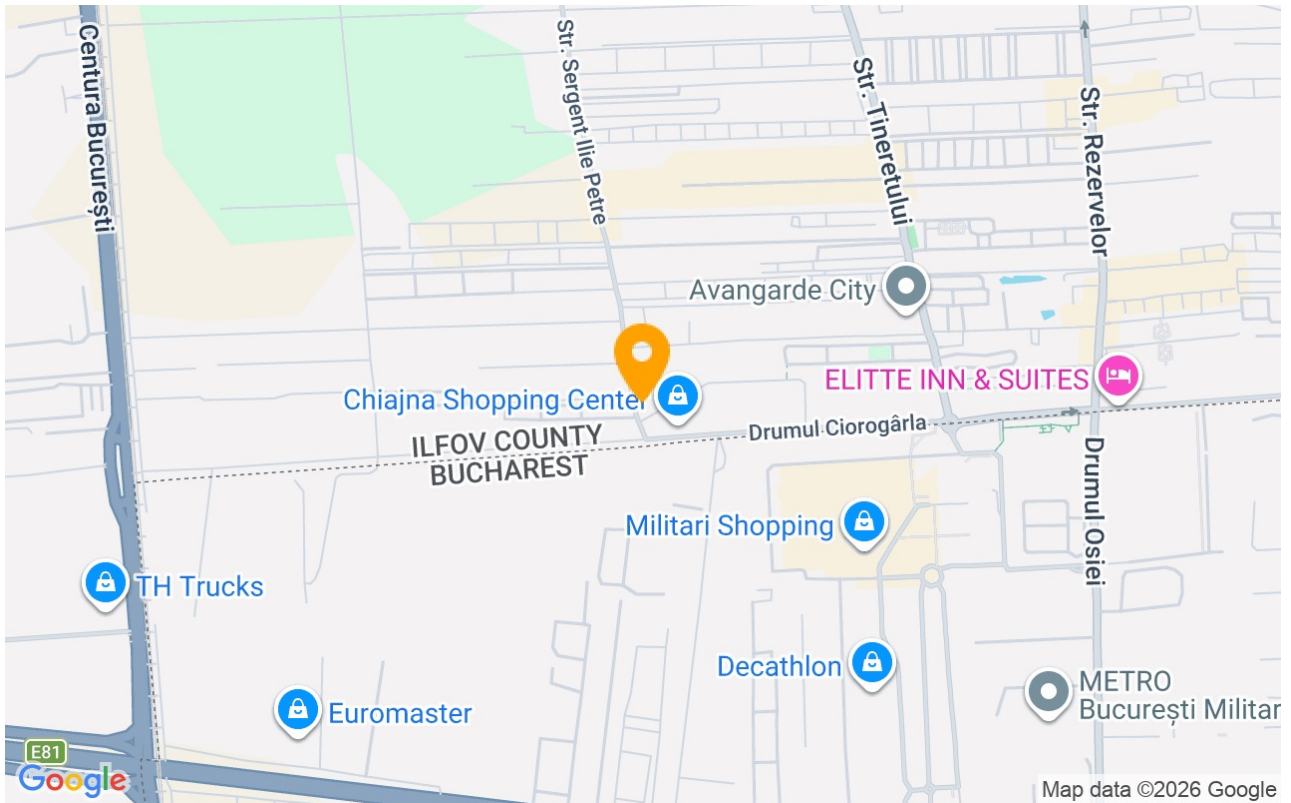 Centura București
Str. Sergent Ilie Petre
Str. Tineretului
Str. Rezervelor
Avangarde City
ELITTE INN & SUITES
Chiajna Shopping Center
Drumul Ciorogârla
ILFOV COUNTY
BUCHAREST
Drumul Osiei
Militari Shopping
TH Trucks
Decathlon
METRO
București Militar
Euromaster
E81
Google
Map data ©2026 Google